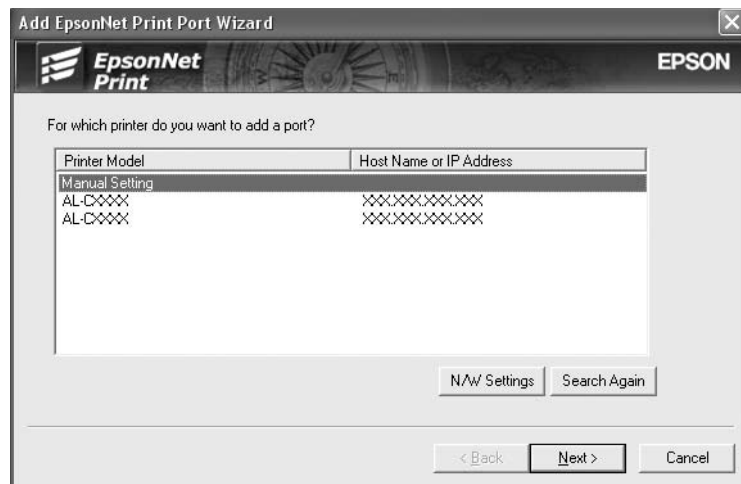 Add EpsonNet Print Port Wizard
EpsonNet
Print
EPSON
For which printer do you want to add a port?
Printer Model Host Name or IP Address
Manual Setting
AL-CXXXX XXX.XXX.XXX.XXX
AL-CXXXX XXX.XXX.XXX.XXX
N/W Settings Search Again
< Back Next > Cancel